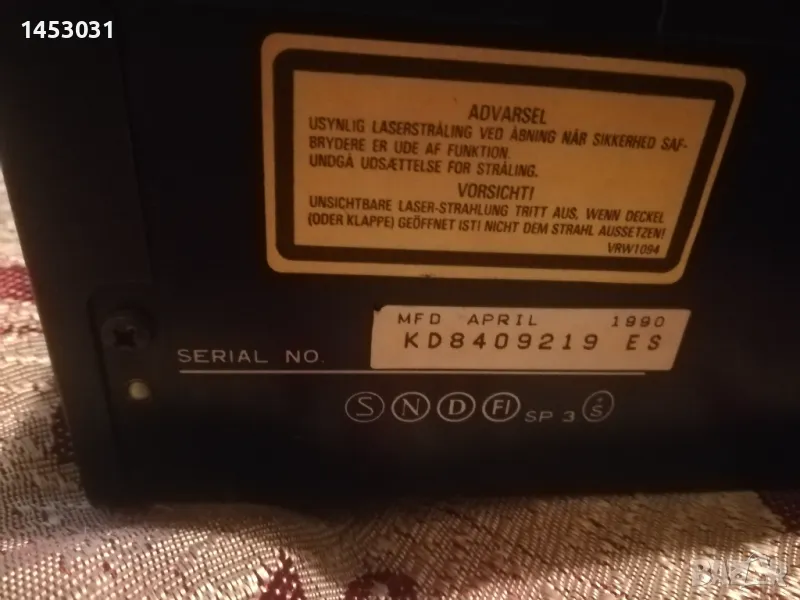 1453031
ADVARSEL
USYNLIG LASERSTRÅLING VED ÅBNING NÅR SIKKERHED SAF-
BRYDERE ER UDE AF FUNKTION.
UNDGÅ UDSÆTTELSE FOR STRÅLING.
VORSICHT!
UNSICHTBARE LASER-STRAHLUNG TRITT AUS, WENN DECKEL
(ODER KLAPPE) GEÖFFNET IST! NICHT DEM STRAHL AUSSETZEN!
VRW1094
MFD APRIL 1990
SERIAL NO. KD8409219 ES
S N D FI SP 3 S
BAZAR